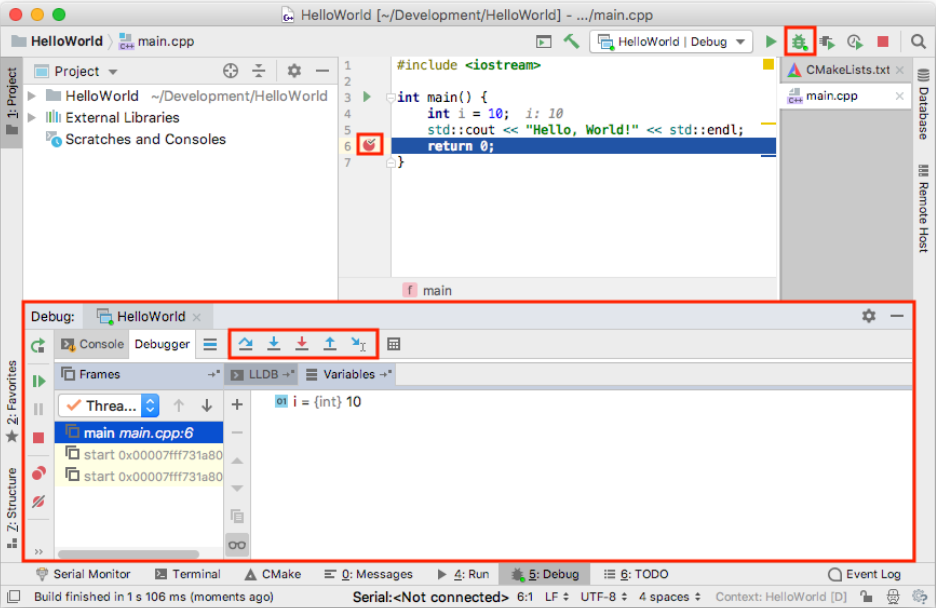 HelloWorld [~/Development/HelloWorld] - .../main.cpp
HelloWorld main.cpp HelloWorld | Debug
1: Project
Project
HelloWorld ~/Development/HelloWorld
External Libraries
Scratches and Consoles
1 #include <iostream>
2
3 int main() {
4 int i = 10; i: 10
5 std::cout << "Hello, World!" << std::endl;
6 return 0;
7 }
f main
CMakeLists.txt
main.cpp
Database
Remote Host
Debug: HelloWorld
Console Debugger
Frames LLDB Variables
Threa...
01 i = {int} 10
main main.cpp:6
start 0x00007fff731a80
start 0x00007fff731a80
2: Favorites
Z: Structure
Serial Monitor Terminal CMake 0: Messages 4: Run 5: Debug 6: TODO Event Log
Build finished in 1 s 106 ms (moments ago) Serial:<Not connected> 6:1 LF UTF-8 4 spaces Context: HelloWorld [D]